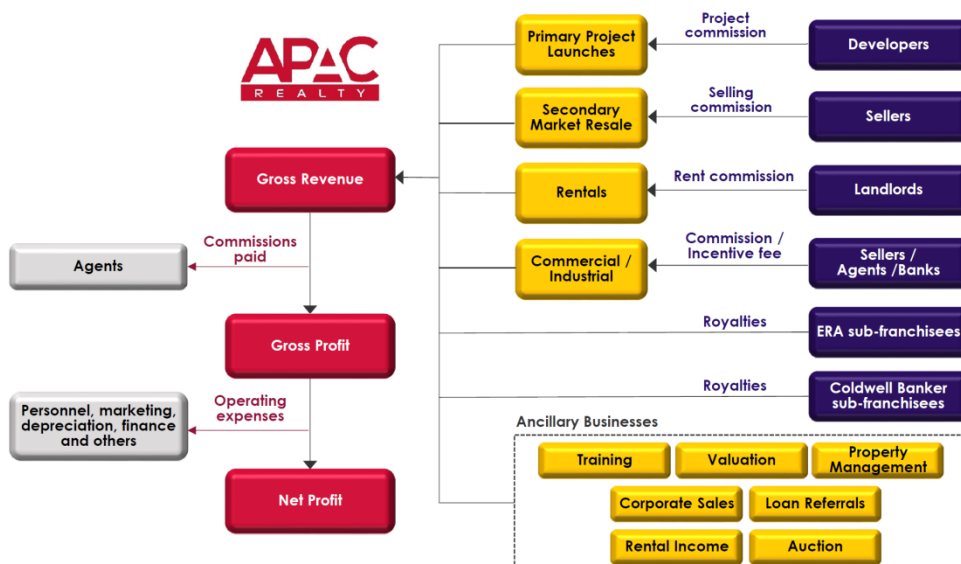 APAC
REALTY
Primary Project
Launches
Project
commission
Developers
Secondary
Market Resale
Selling
commission
Sellers
Gross Revenue
Rentals
Rent commission
Landlords
Commissions
paid
Agents
Commercial /
Industrial
Commission /
Incentive fee
Sellers /
Agents /Banks
Gross Profit
Royalties
ERA sub-franchisees
Operating
expenses
Personnel, marketing,
depreciation, finance
and others
Royalties
Coldwell Banker
sub-franchisees
Net Profit
Ancillary Businesses
Training
Valuation
Property
Management
Corporate Sales
Loan Referrals
Rental Income
Auction